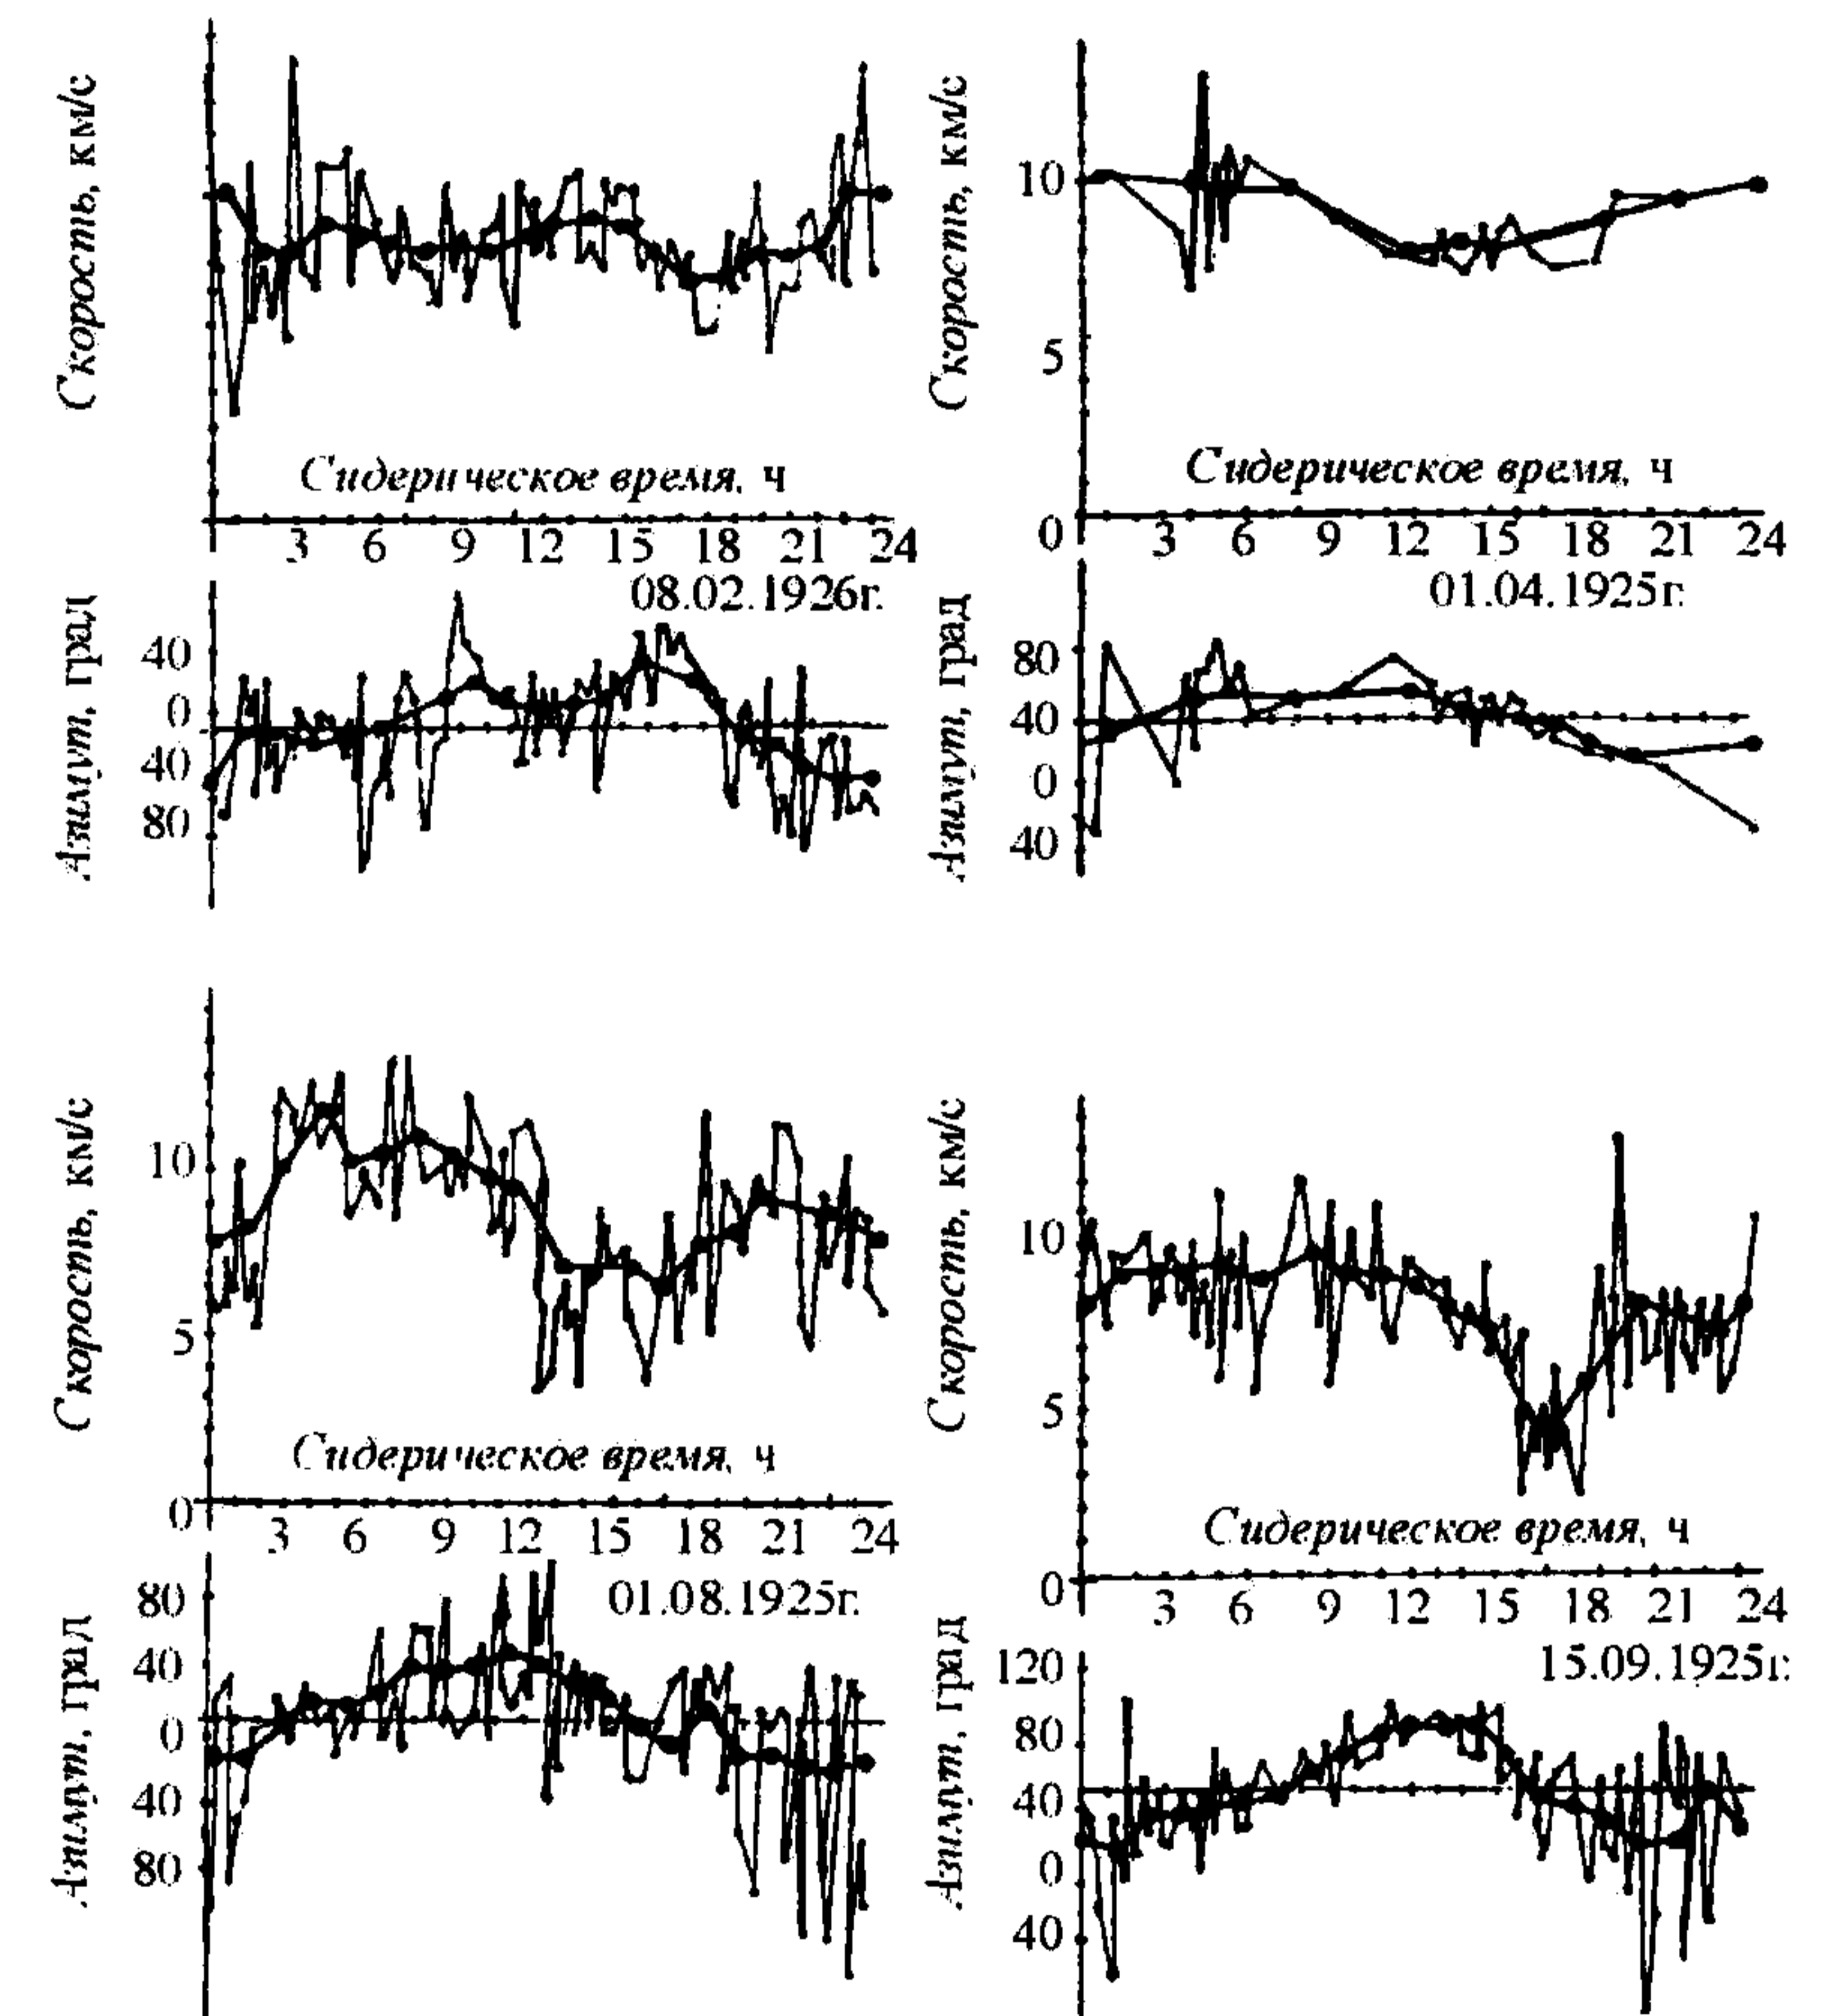 Скорость, км/с
Сидерическое время, ч
3 6 9 12 15 18 21 24
08.02.1926г.
Азимут, град
40
0
40
80
Скорость, км/с
10
5
Сидерическое время, ч
0
3 6 9 12 15 18 21 24
01.04.1925г.
Азимут, град
80
40
0
40
Скорость, км/с
10
5
Сидерическое время, ч
0
3 6 9 12 15 18 21 24
01.08.1925г.
Азимут, град
80
40
0
40
80
Скорость, км/с
10
5
Сидерическое время, ч
0
3 6 9 12 15 18 21 24
15.09.1925г.
Азимут, град
120
80
40
0
40